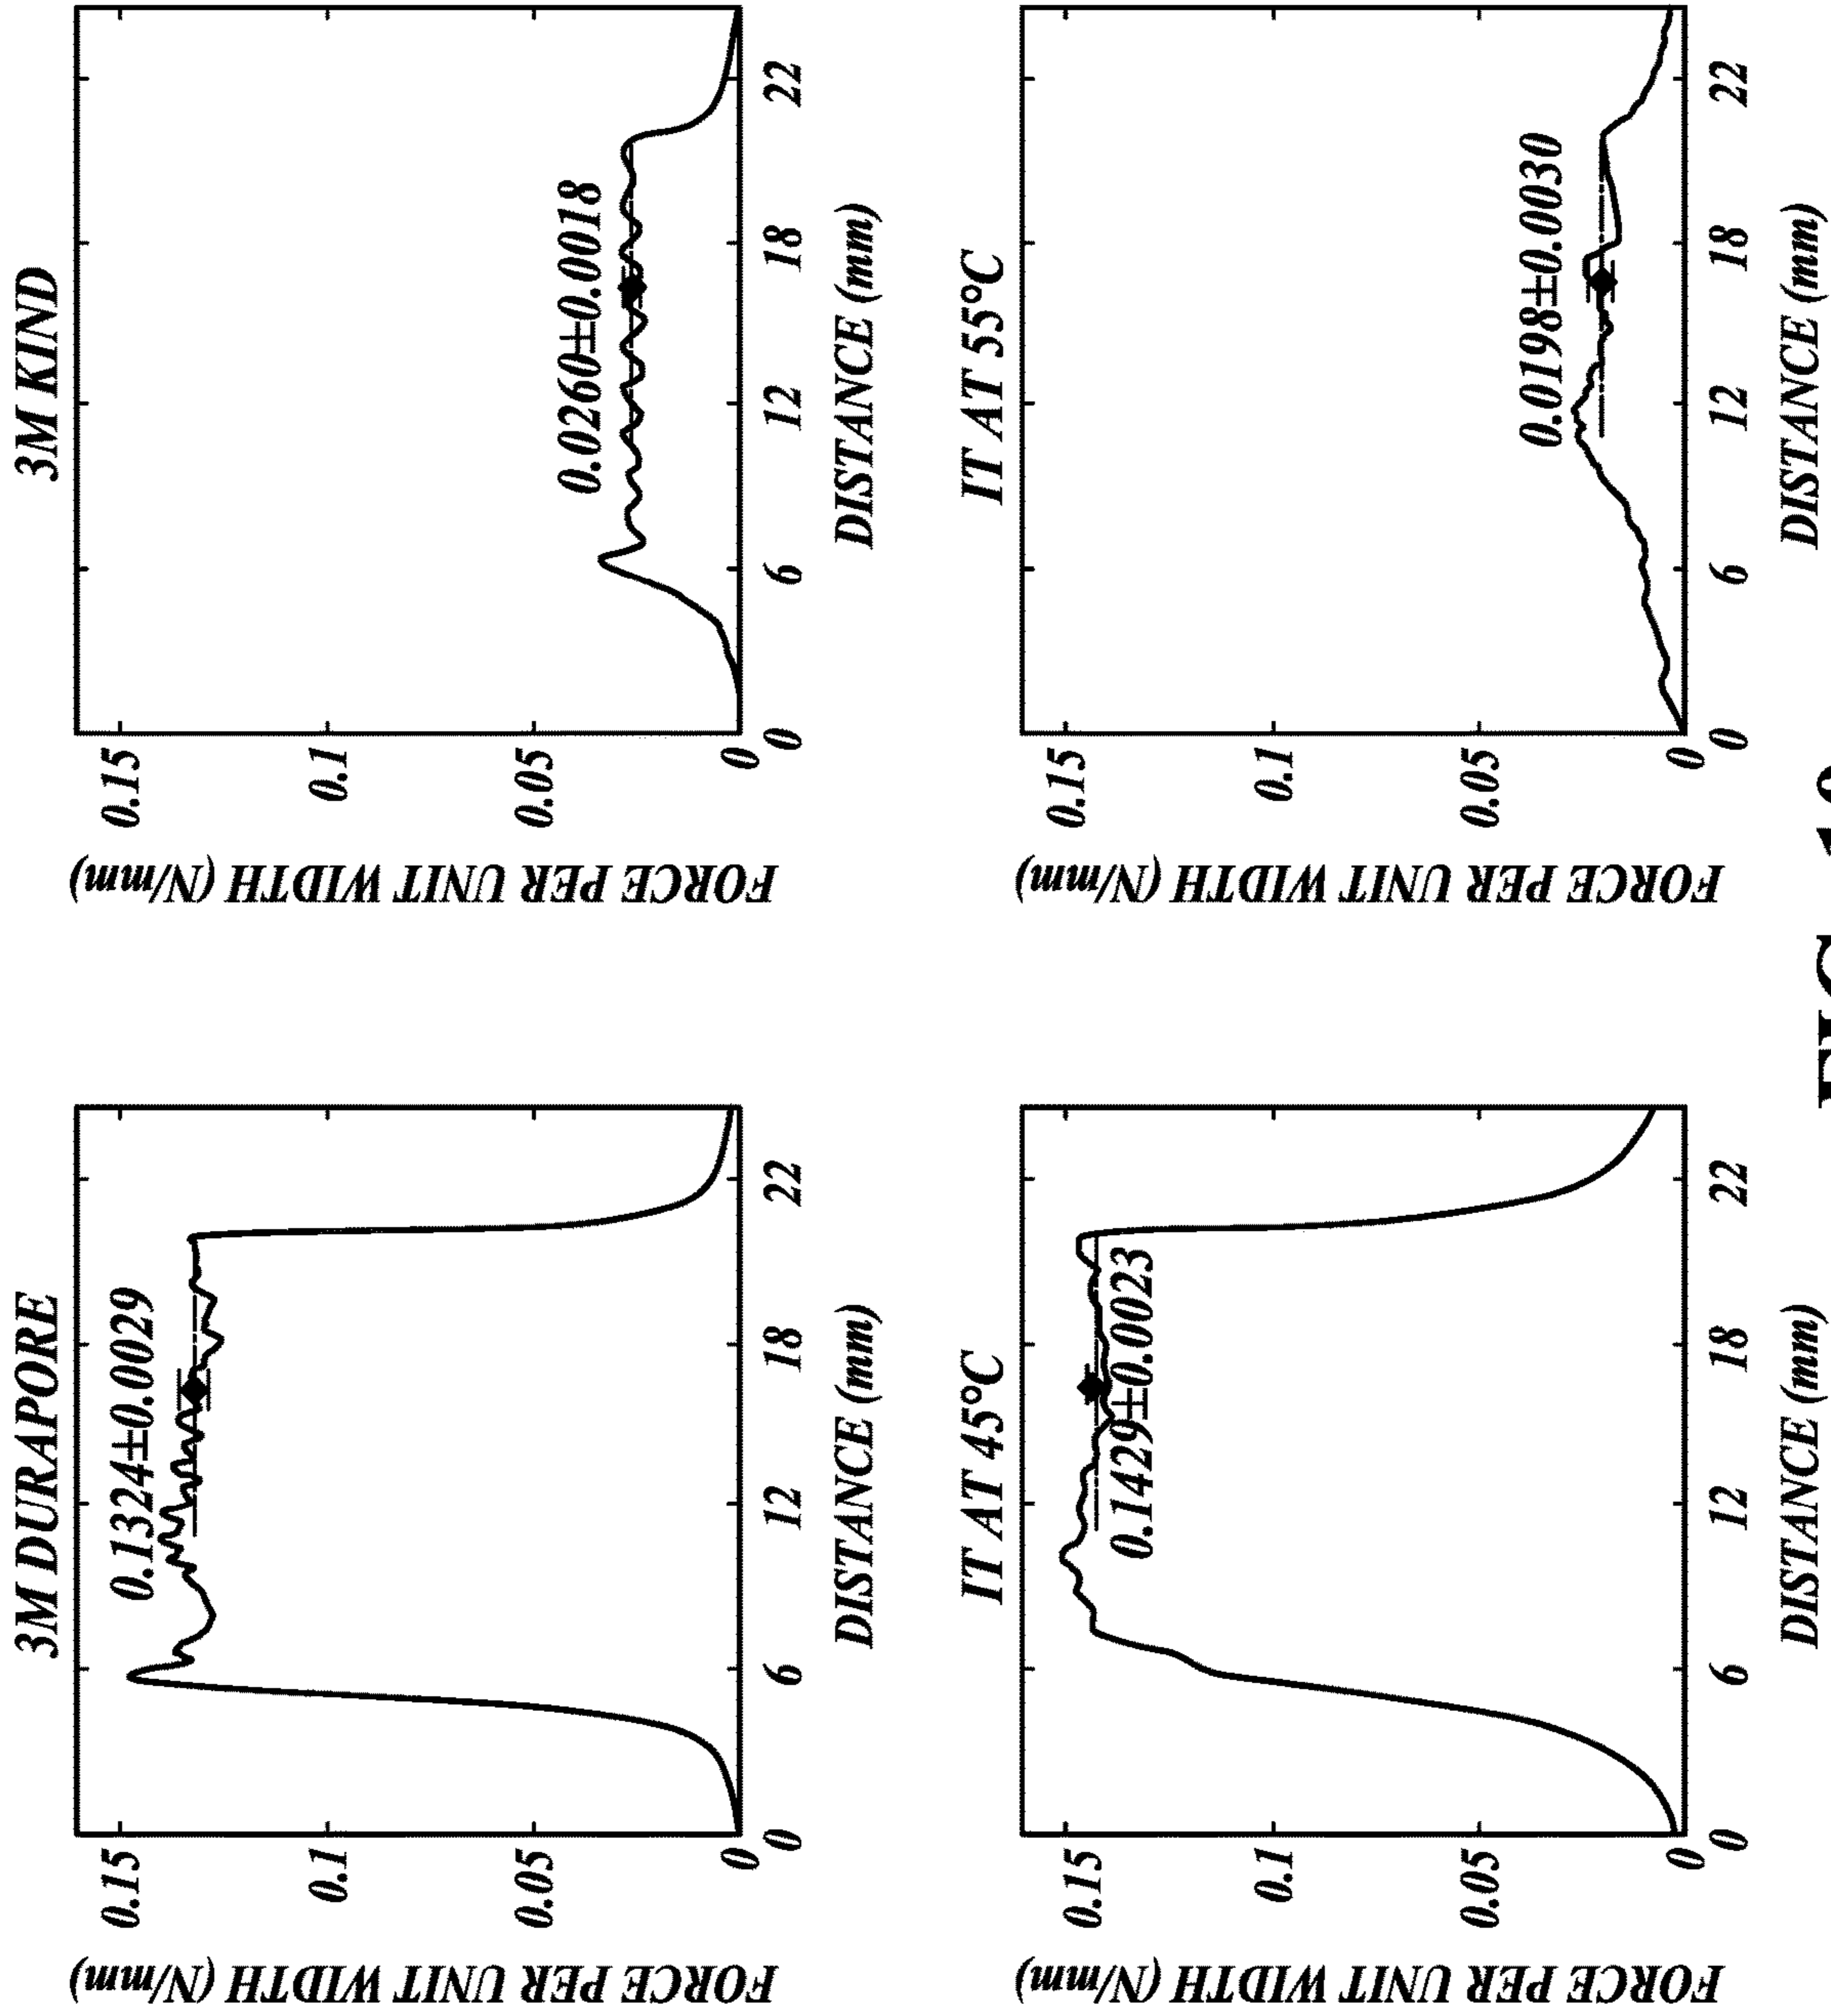 3M DURAPORE
FORCE PER UNIT WIDTH (N/mm)
0.15
0.1
0.05
0
0.1324±0.0029
0 6 12 18 22
DISTANCE (mm)
3M KIND
FORCE PER UNIT WIDTH (N/mm)
0.15
0.1
0.05
0
0.0260±0.0018
0 6 12 18 22
DISTANCE (mm)
IT AT 45°C
FORCE PER UNIT WIDTH (N/mm)
0.15
0.1
0.05
0
0.1429±0.0023
0 6 12 18 22
DISTANCE (mm)
IT AT 55°C
FORCE PER UNIT WIDTH (N/mm)
0.15
0.1
0.05
0
0.0198±0.0030
0 6 12 18 22
DISTANCE (mm)